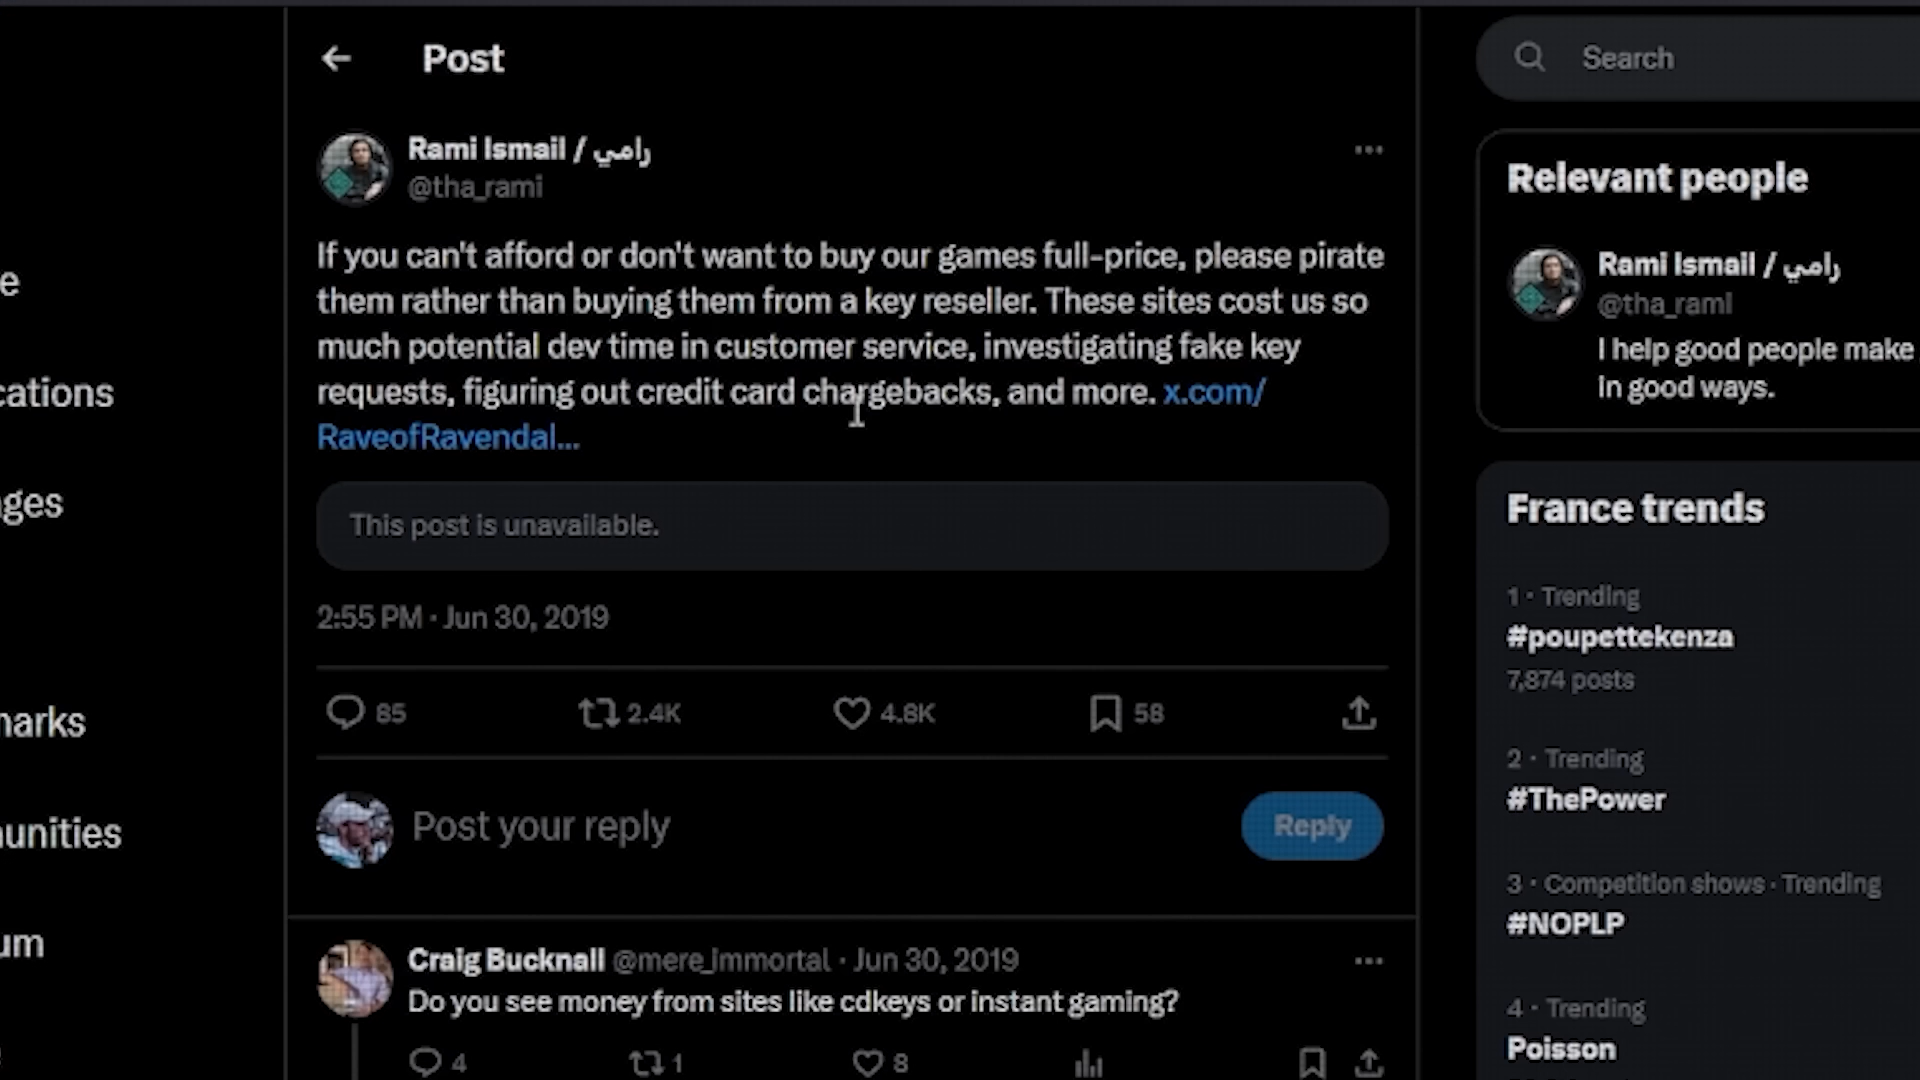 Post
Search
Rami Ismail / رامي
@tha_rami
If you can't afford or don't want to buy our games full-price, please pirate
them rather than buying them from a key reseller. These sites cost us so
much potential dev time in customer service, investigating fake key
requests, figuring out credit card chargebacks, and more. x.com/
RaveofRavendal...
This post is unavailable.
2:55 PM · Jun 30, 2019
85 2.4K 4.8K 58
Post your reply
Reply
Craig Bucknall @mere_immortal · Jun 30, 2019
Do you see money from sites like cdkeys or instant gaming?
4 1 8
e
cations
ges
narks
unities
um
Relevant people
Rami Ismail / رامي
@tha_rami
I help good people make
in good ways.
France trends
1 · Trending
#poupettekenza
7,874 posts
2 · Trending
#ThePower
3 · Competition shows · Trending
#NOPLP
4 · Trending
Poisson